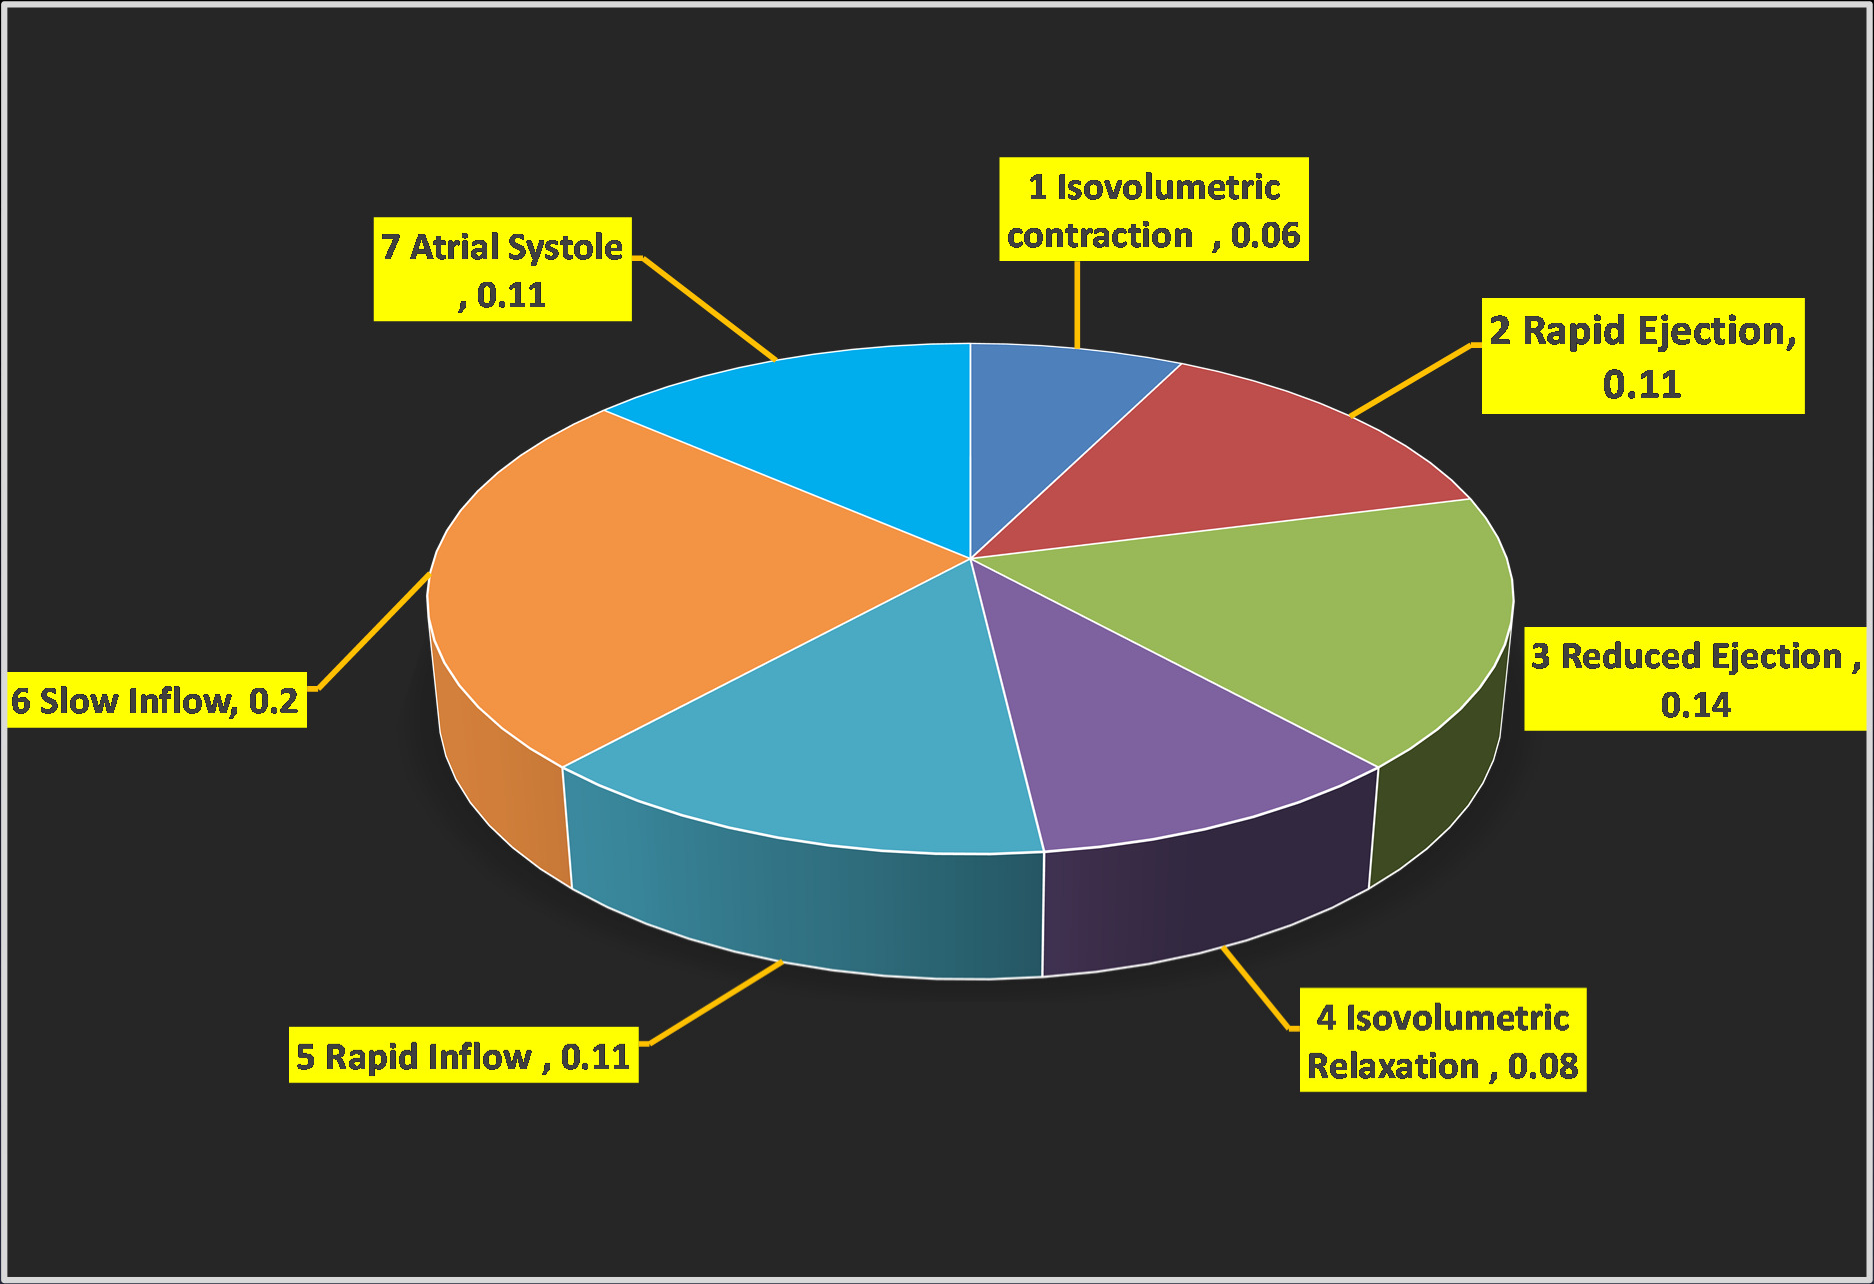 1 Isovolumetric
contraction  , 0.06
2 Rapid Ejection,
0.11
3 Reduced Ejection ,
0.14
4 Isovolumetric
Relaxation , 0.08
5 Rapid Inflow , 0.11
6 Slow Inflow, 0.2
7 Atrial Systole
, 0.11